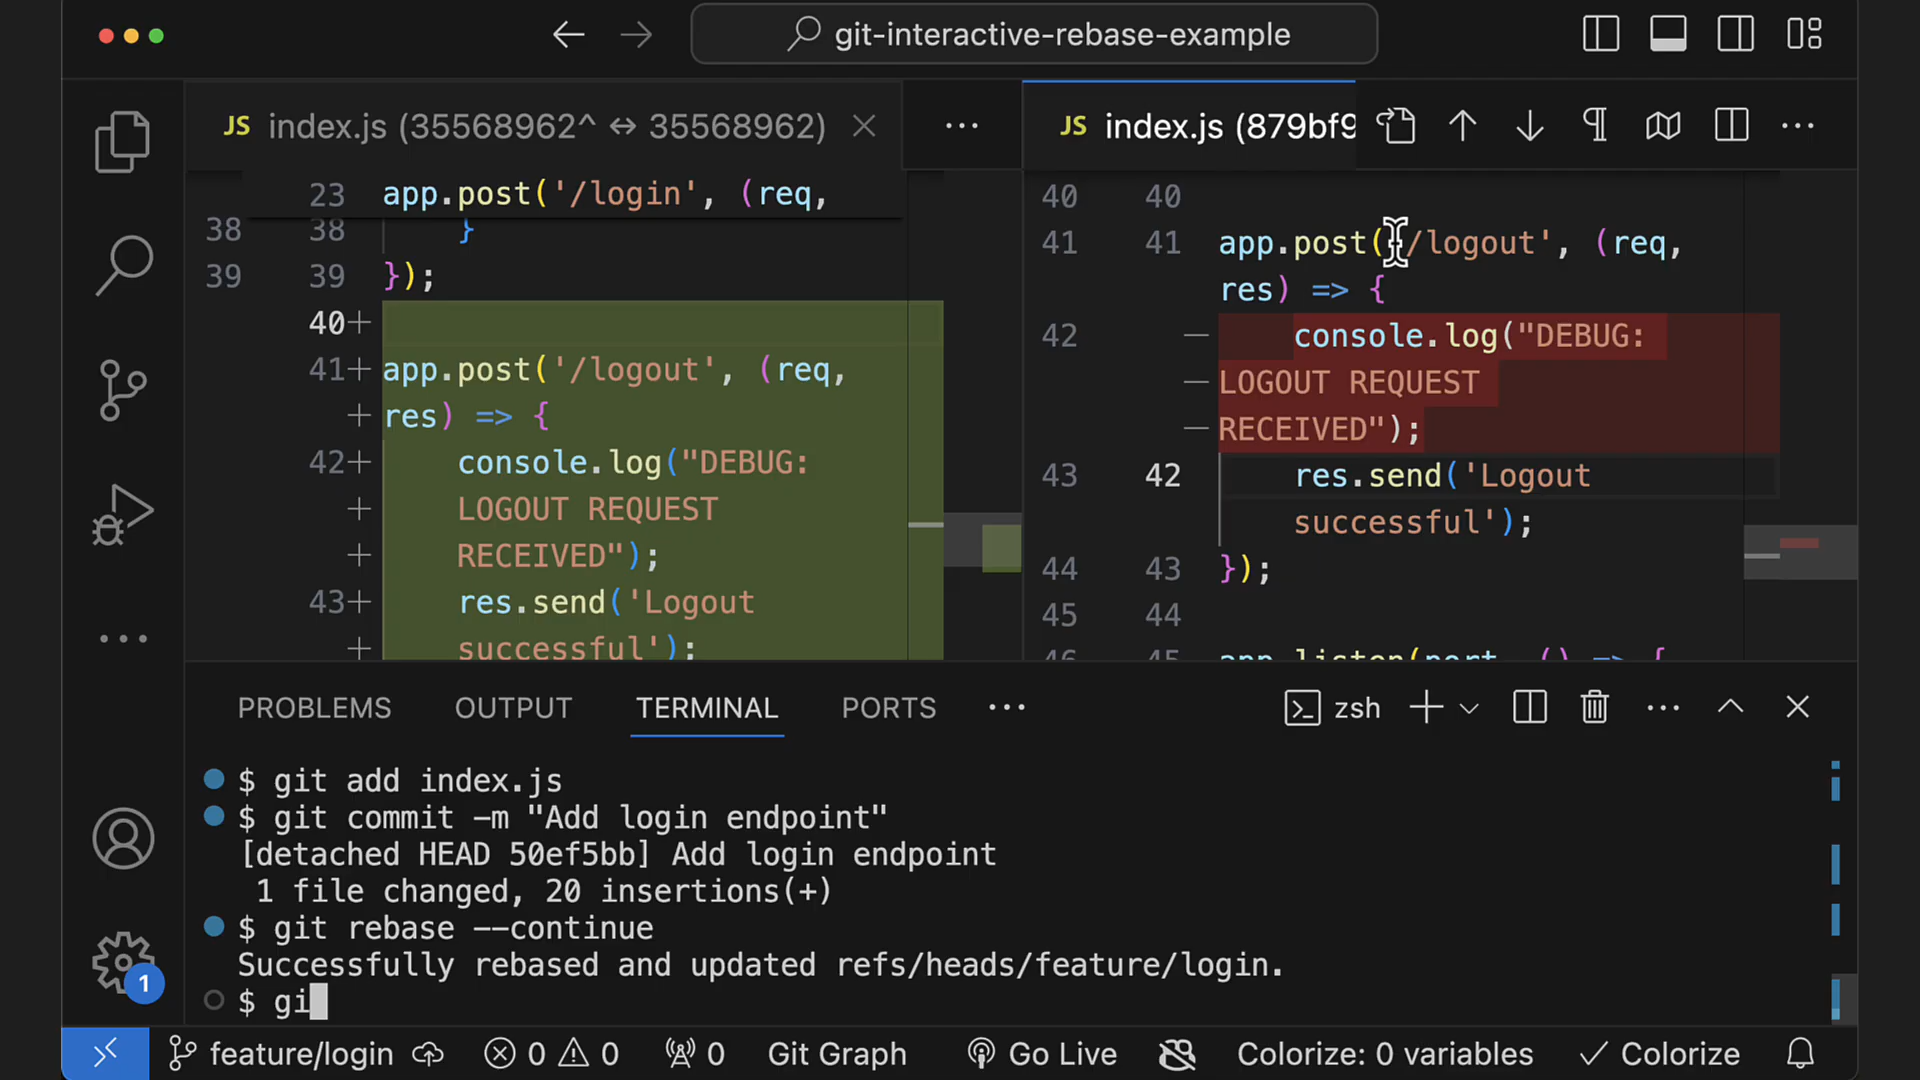 git-interactive-rebase-example
JS index.js (35568962^ ↔ 35568962)
23 app.post('/login', (req,
38 38 }
39 39 });
40+
41+ app.post('/logout', (req,
+ res) => {
42+ console.log("DEBUG:
+ LOGOUT REQUEST
+ RECEIVED");
43+ res.send('Logout
+ successful');
JS index.js (879bf9
40 40
41 41 app.post('/logout', (req,
res) => {
42 — console.log("DEBUG:
— LOGOUT REQUEST
— RECEIVED");
43 42 res.send('Logout
successful');
44 43 });
45 44
46 45 app.listen(port, () => {
PROBLEMS OUTPUT TERMINAL PORTS ··· zsh
$ git add index.js
$ git commit -m "Add login endpoint"
[detached HEAD 50ef5bb] Add login endpoint
1 file changed, 20 insertions(+)
$ git rebase --continue
Successfully rebased and updated refs/heads/feature/login.
$ gi
1
feature/login 0 0 0 Git Graph Go Live Colorize: 0 variables Colorize